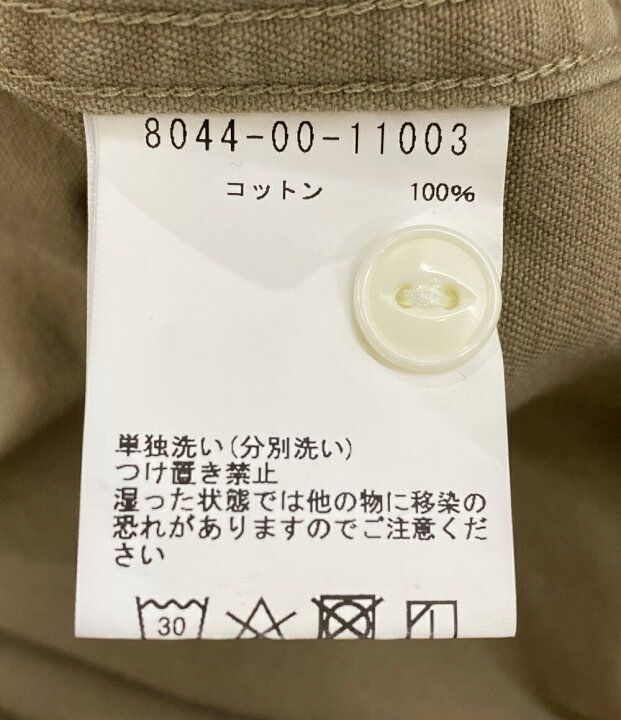 8044-00-11003
コットン 100%
単独洗い(分別洗い)
つけ置き禁止
湿った状態では他の物に移染の
恐れがありますのでご注意くだ
さい
30